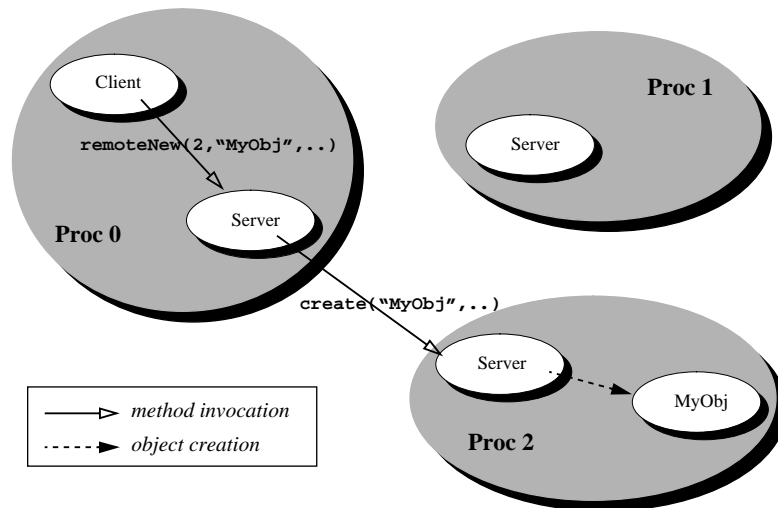 Client
Proc 1
remoteNew(2,“MyObj”,..)
Server
Server
Proc 0
create(“MyObj”,..)
Server
MyObj
method invocation
object creation
Proc 2